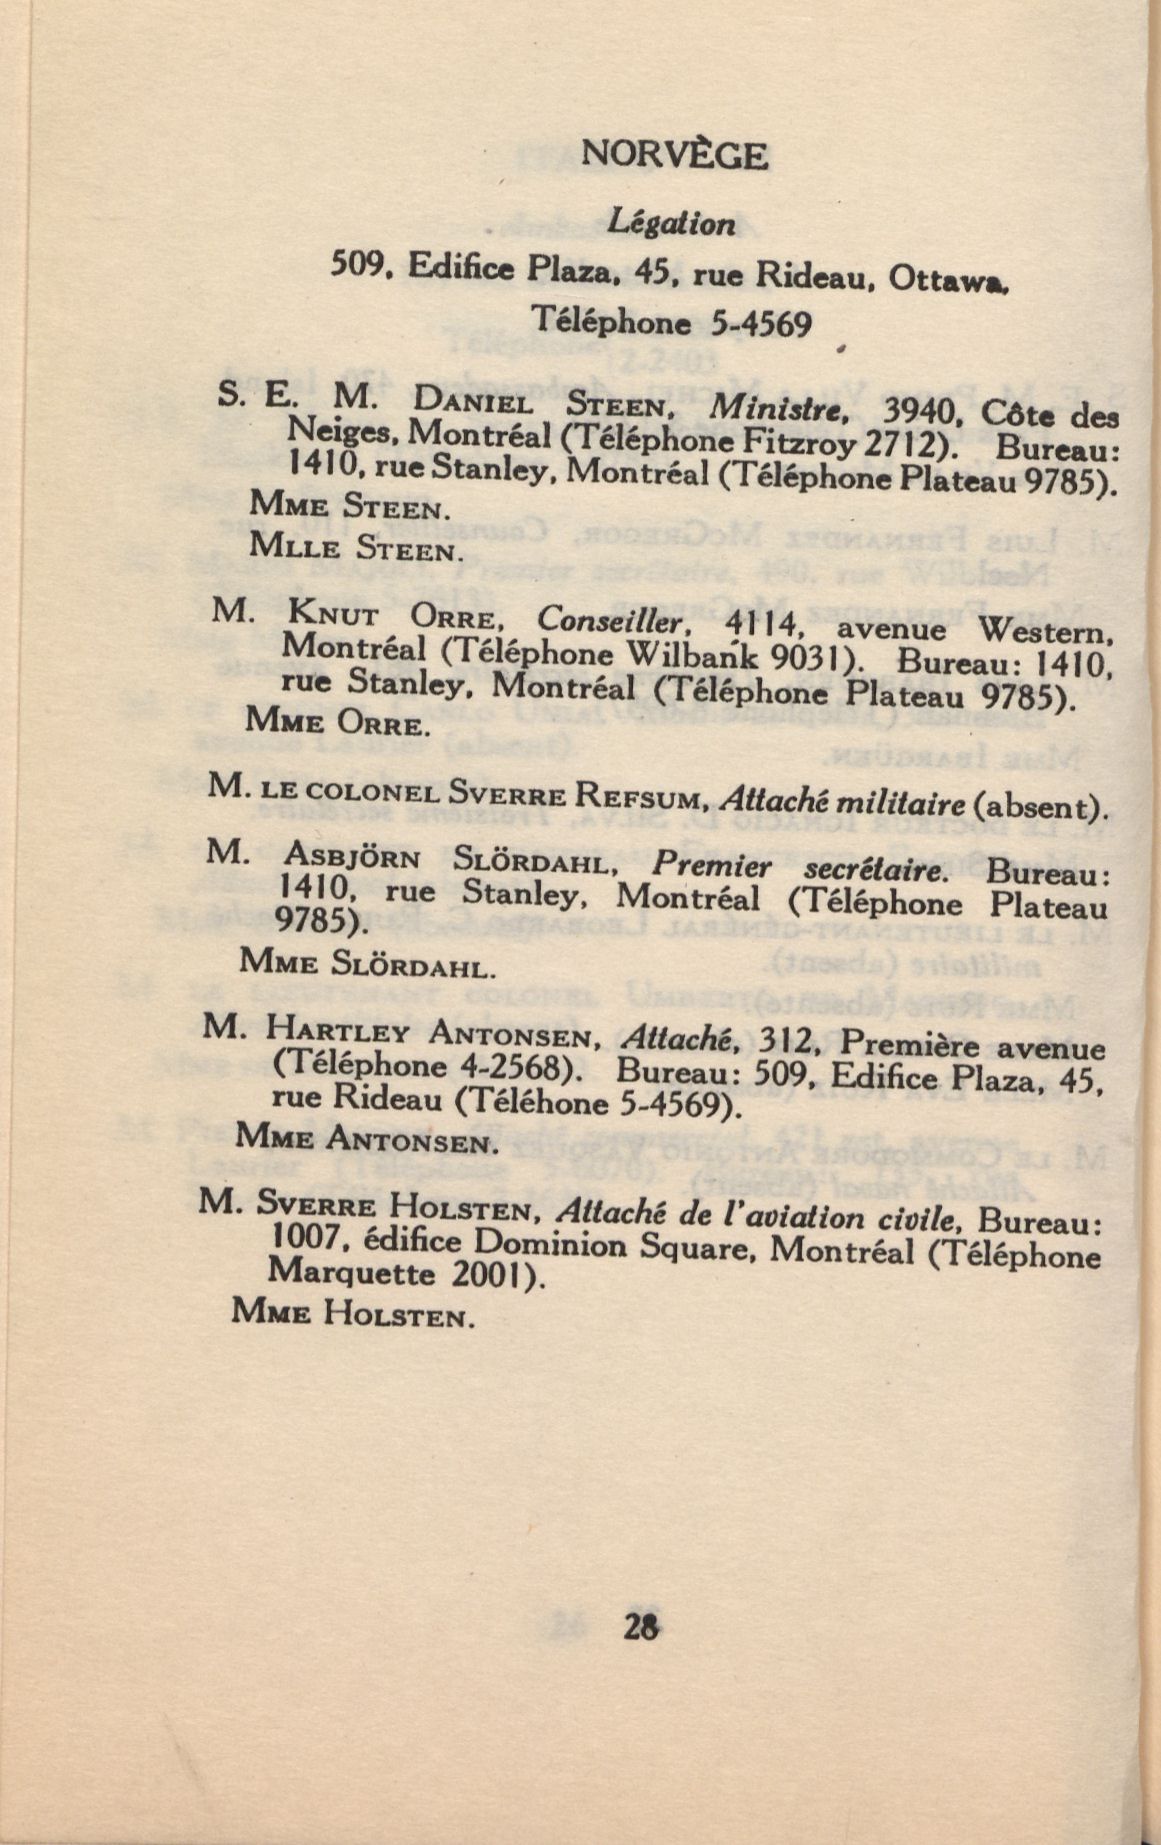 NORVÈGE
Légation
509, Edifice Plaza, 45, rue Rideau, Ottawa.
Téléphone 5-4569
S. E. M. DANIEL STEEN, Ministre, 3940, Côte des
Neiges, Montréal (Téléphone Fitzroy 2712). Bureau:
1410, rue Stanley, Montréal (Téléphone Plateau 9785).
MME STEEN.
MLLE STEEN.
M. KNUT ORRE, Conseiller, 4114, avenue Western,
Montréal (Téléphone Wilbank 9031). Bureau: 1410,
rue Stanley, Montréal (Téléphone Plateau 9785).
MME ORRE.
M. LE COLONEL SVERRE REFSUM, Attaché militaire (absent).
M. ASBJÖRN SLÖRDAHL, Premier secrétaire. Bureau:
1410, rue Stanley, Montréal (Téléphone Plateau
9785).
MME SLÖRDAHL.
M. HARTLEY ANTONSEN, Attaché, 312, Première avenue
(Téléphone 4-2568). Bureau: 509, Edifice Plaza, 45,
rue Rideau (Téléhone 5-4569).
MME ANTONSEN.
M. SVERRE HOLSTEN, Attaché de l'aviation civile, Bureau:
1007, édifice Dominion Square, Montréal (Téléphone
Marquette 2001).
MME HOLSTEN.
28